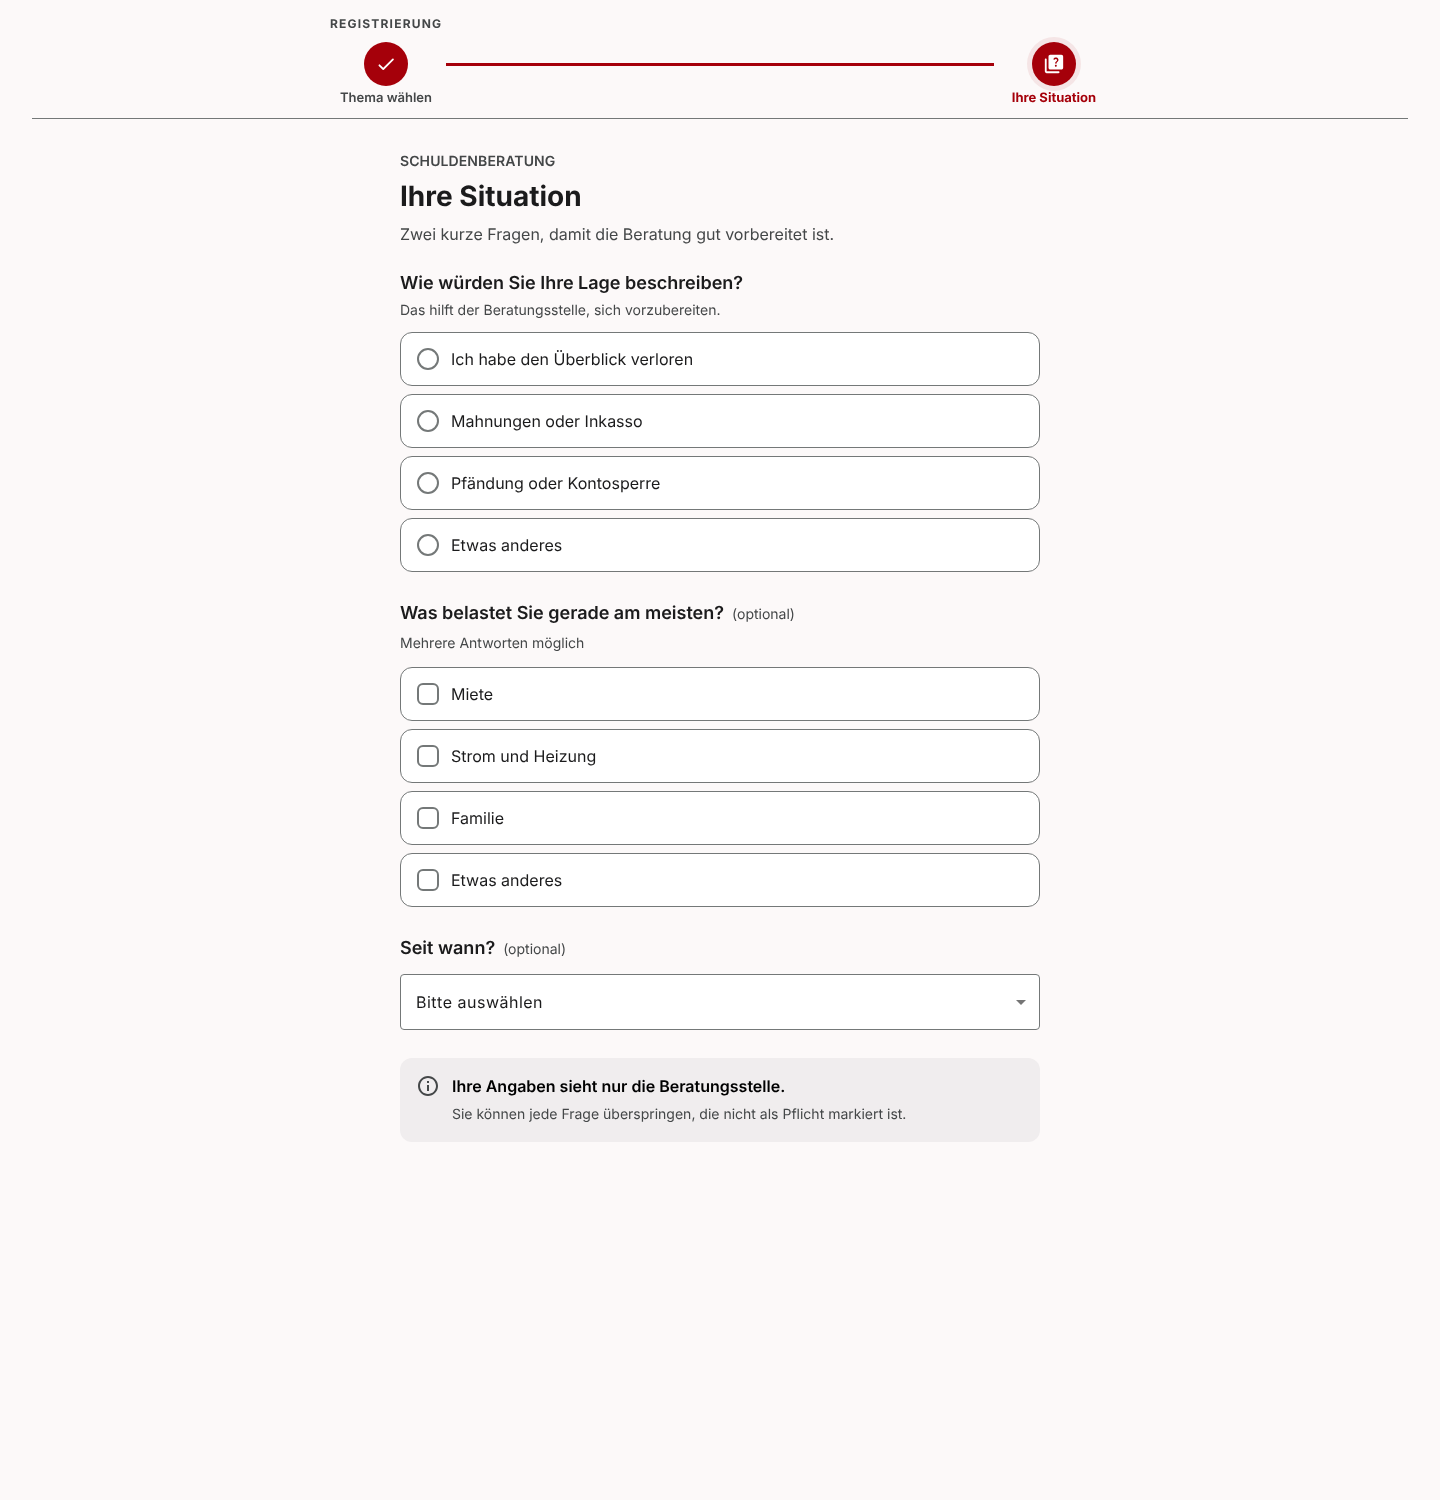 REGISTRIERUNG
Thema wählen
Ihre Situation
SCHULDENBERATUNG
Ihre Situation
Zwei kurze Fragen, damit die Beratung gut vorbereitet ist.
Wie würden Sie Ihre Lage beschreiben?
Das hilft der Beratungsstelle, sich vorzubereiten.
Ich habe den Überblick verloren
Mahnungen oder Inkasso
Pfändung oder Kontosperre
Etwas anderes
Was belastet Sie gerade am meisten? (optional)
Mehrere Antworten möglich
Miete
Strom und Heizung
Familie
Etwas anderes
Seit wann? (optional)
Bitte auswählen
Ihre Angaben sieht nur die Beratungsstelle.
Sie können jede Frage überspringen, die nicht als Pflicht markiert ist.